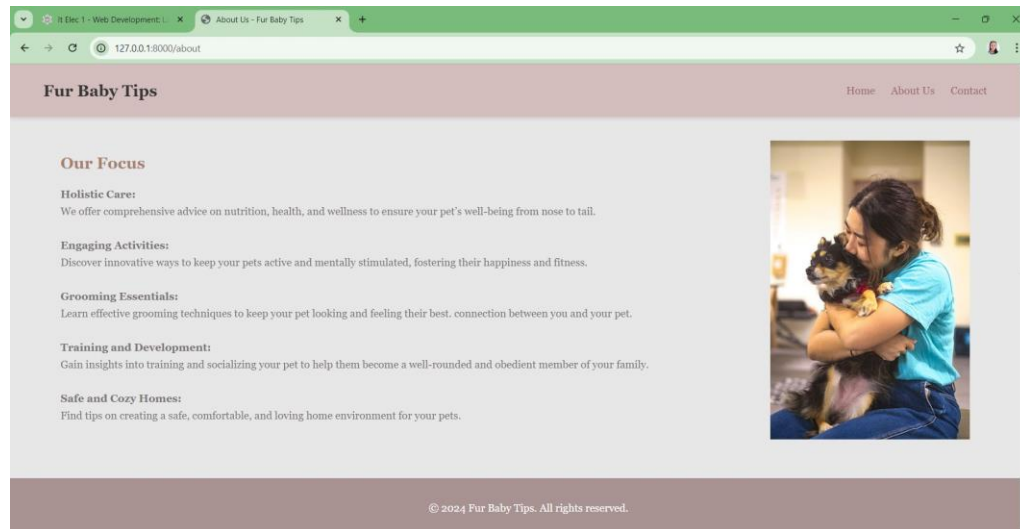 It Elec 1 - Web Development: L
About Us - Fur Baby Tips
127.0.0.1:8000/about
Fur Baby Tips
Home About Us Contact
Our Focus
Holistic Care:
We offer comprehensive advice on nutrition, health, and wellness to ensure your pet's well-being from nose to tail.
Engaging Activities:
Discover innovative ways to keep your pets active and mentally stimulated, fostering their happiness and fitness.
Grooming Essentials:
Learn effective grooming techniques to keep your pet looking and feeling their best. connection between you and your pet.
Training and Development:
Gain insights into training and socializing your pet to help them become a well-rounded and obedient member of your family.
Safe and Cozy Homes:
Find tips on creating a safe, comfortable, and loving home environment for your pets.
© 2024 Fur Baby Tips. All rights reserved.